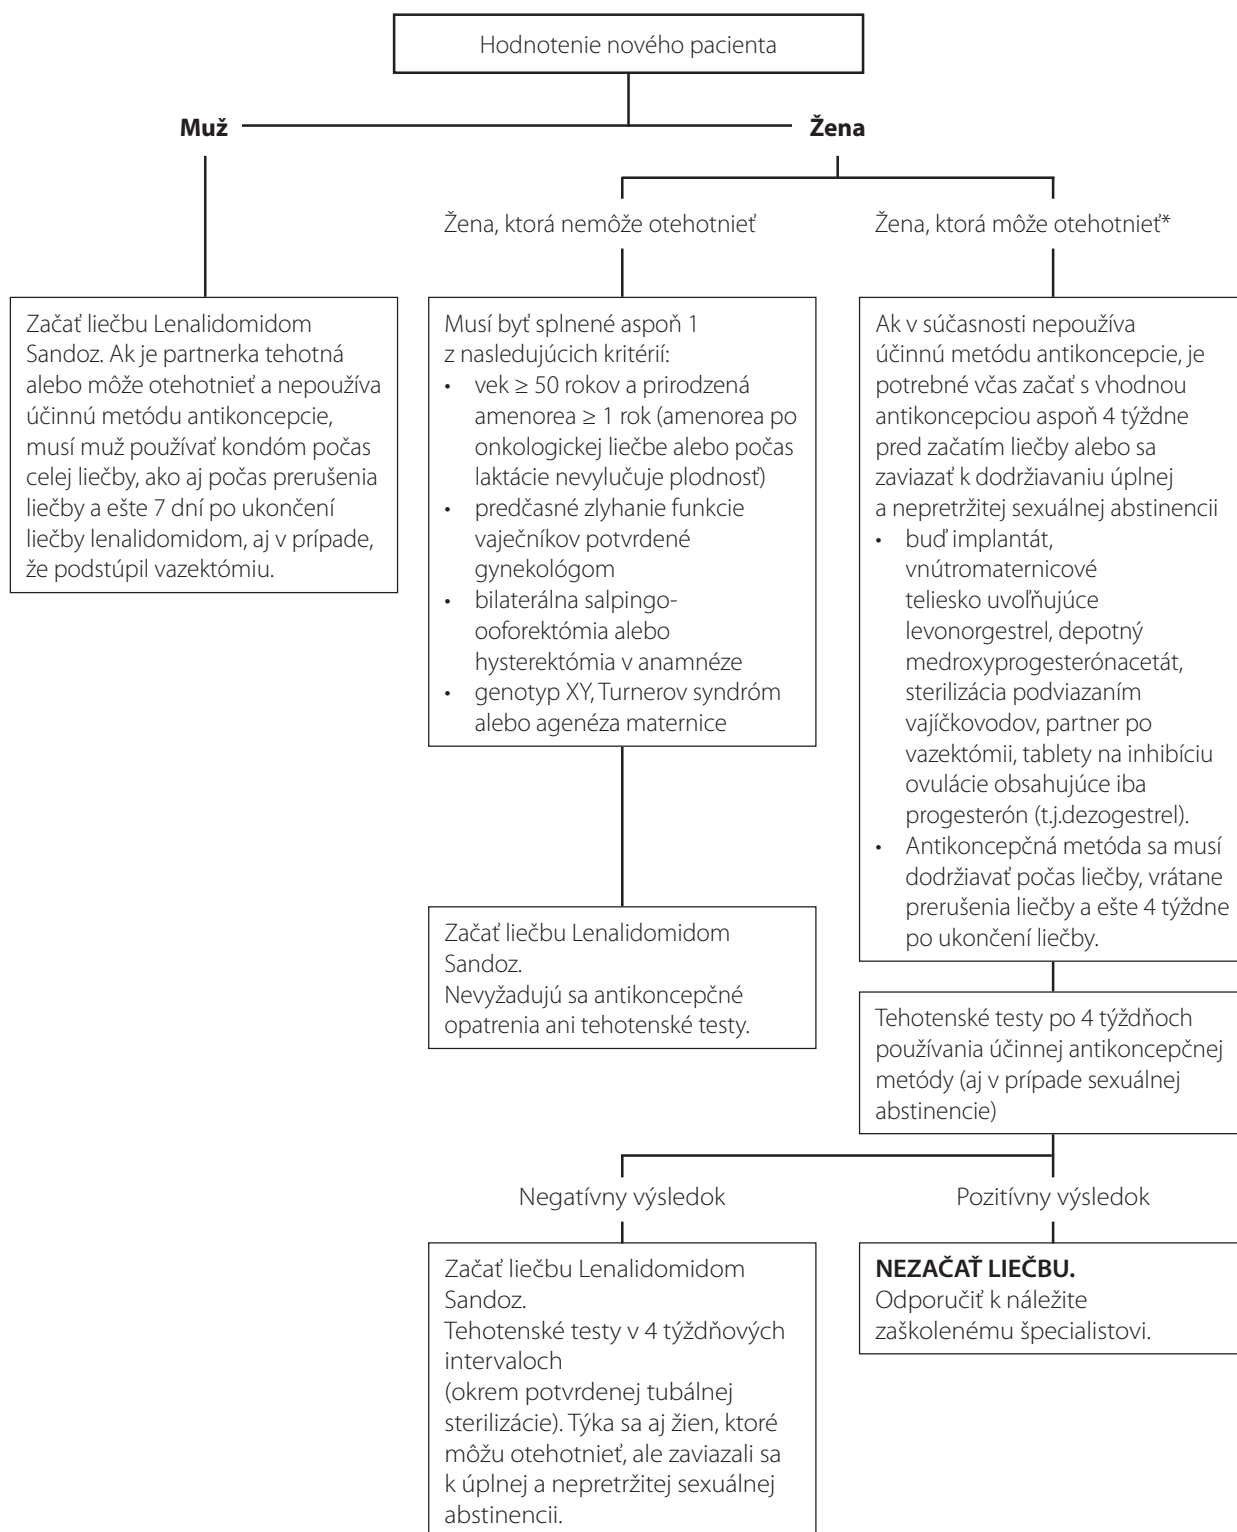 Hodnotenie nového pacienta
Muž
Žena
Žena, ktorá nemôže otehotnieť
Žena, ktorá môže otehotnieť*
Začať liečbu Lenalidomidom
Sandoz. Ak je partnerka tehotná
alebo môže otehotnieť a nepoužíva
účinnú metódu antikoncepcie,
musí muž používať kondóm počas
celej liečby, ako aj počas prerušenia
liečby a ešte 7 dní po ukončení
liečby lenalidomidom, aj v prípade,
že podstúpil vazektómiu.
Musí byť splnené aspoň 1
z nasledujúcich kritérií:
• vek ≥ 50 rokov a prirodzená
amenorea ≥ 1 rok (amenorea po
onkologickej liečbe alebo počas
laktácie nevylučuje plodnosť)
• predčasné zlyhanie funkcie
vaječníkov potvrdené
gynekológom
• bilaterálna salpingo-
ooforektómia alebo
hysterektómia v anamnéze
• genotyp XY, Turnerov syndróm
alebo agenéza maternice
Ak v súčasnosti nepoužíva
účinnú metódu antikoncepcie, je
potrebné včas začať s vhodnou
antikoncepciou aspoň 4 týždne
pred začatím liečby alebo sa
zaviazať k dodržiavaniu úplnej
a nepretržitej sexuálnej abstinencii
• buď implantát,
vnútromaternicové
teliesko uvoľňujúce
levonorgestrel, depotný
medroxyprogesterónacetát,
sterilizácia podviazaním
vajíčkovodov, partner po
vazektómii, tablety na inhibíciu
ovulácie obsahujúce iba
progesterón (t.j.dezogestrel).
• Antikoncepčná metóda sa musí
dodržiavať počas liečby, vrátane
prerušenia liečby a ešte 4 týždne
po ukončení liečby.
Začať liečbu Lenalidomidom
Sandoz.
Nevyžadujú sa antikoncepčné
opatrenia ani tehotenské testy.
Tehotenské testy po 4 týždňoch
používania účinnej antikoncepčnej
metódy (aj v prípade sexuálnej
abstinencie)
Negatívny výsledok
Pozitívny výsledok
Začať liečbu Lenalidomidom
Sandoz.
Tehotenské testy v 4 týždňových
intervaloch
(okrem potvrdenej tubálnej
sterilizácie). Týka sa aj žien, ktoré
môžu otehotnieť, ale zaviazali sa
k úplnej a nepretržitej sexuálnej
abstinencii.
NEZAČAŤ LIEČBU.
Odporučiť k náležite
zaškolenému špecialistovi.